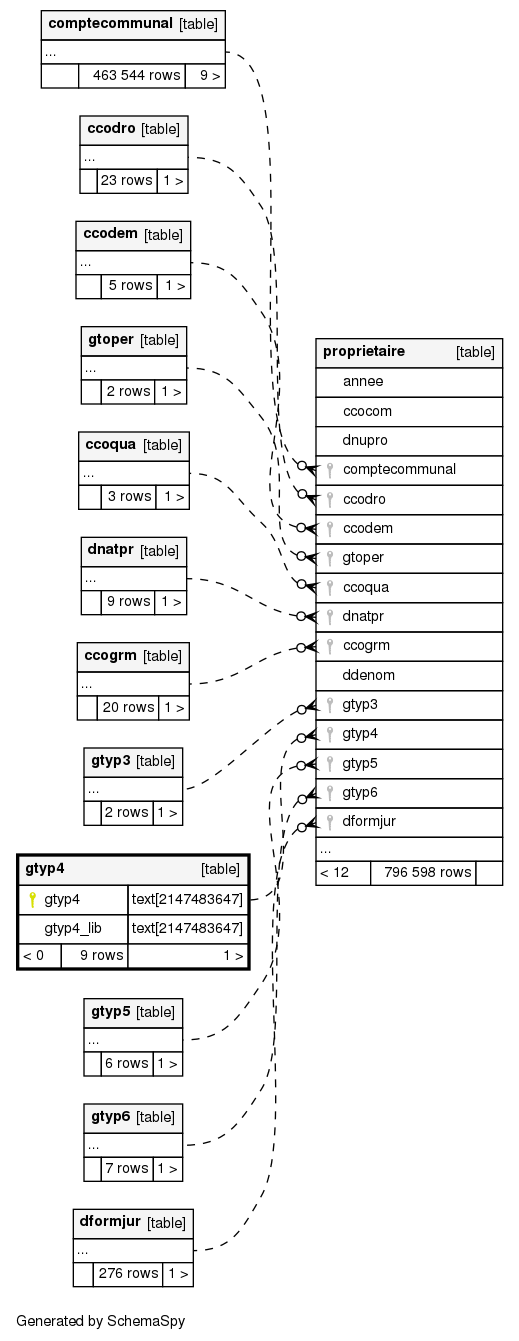 comptecommunal [table]
...
463 544 rows 9 >
ccodro [table]
...
23 rows 1 >
ccodem [table]
...
5 rows 1 >
gtoper [table]
...
2 rows 1 >
ccoqua [table]
...
3 rows 1 >
dnatpr [table]
...
9 rows 1 >
ccogrm [table]
...
20 rows 1 >
gtyp3 [table]
...
2 rows 1 >
gtyp4 [table]
gtyp4 text[2147483647]
gtyp4_lib text[2147483647]
< 0 9 rows 1 >
gtyp5 [table]
...
6 rows 1 >
gtyp6 [table]
...
7 rows 1 >
dformjur [table]
...
276 rows 1 >
proprietaire [table]
annee
ccocom
dnupro
comptecommunal
ccodro
ccodem
gtoper
ccoqua
dnatpr
ccogrm
ddenom
gtyp3
gtyp4
gtyp5
gtyp6
dformjur
...
< 12 796 598 rows
Generated by SchemaSpy